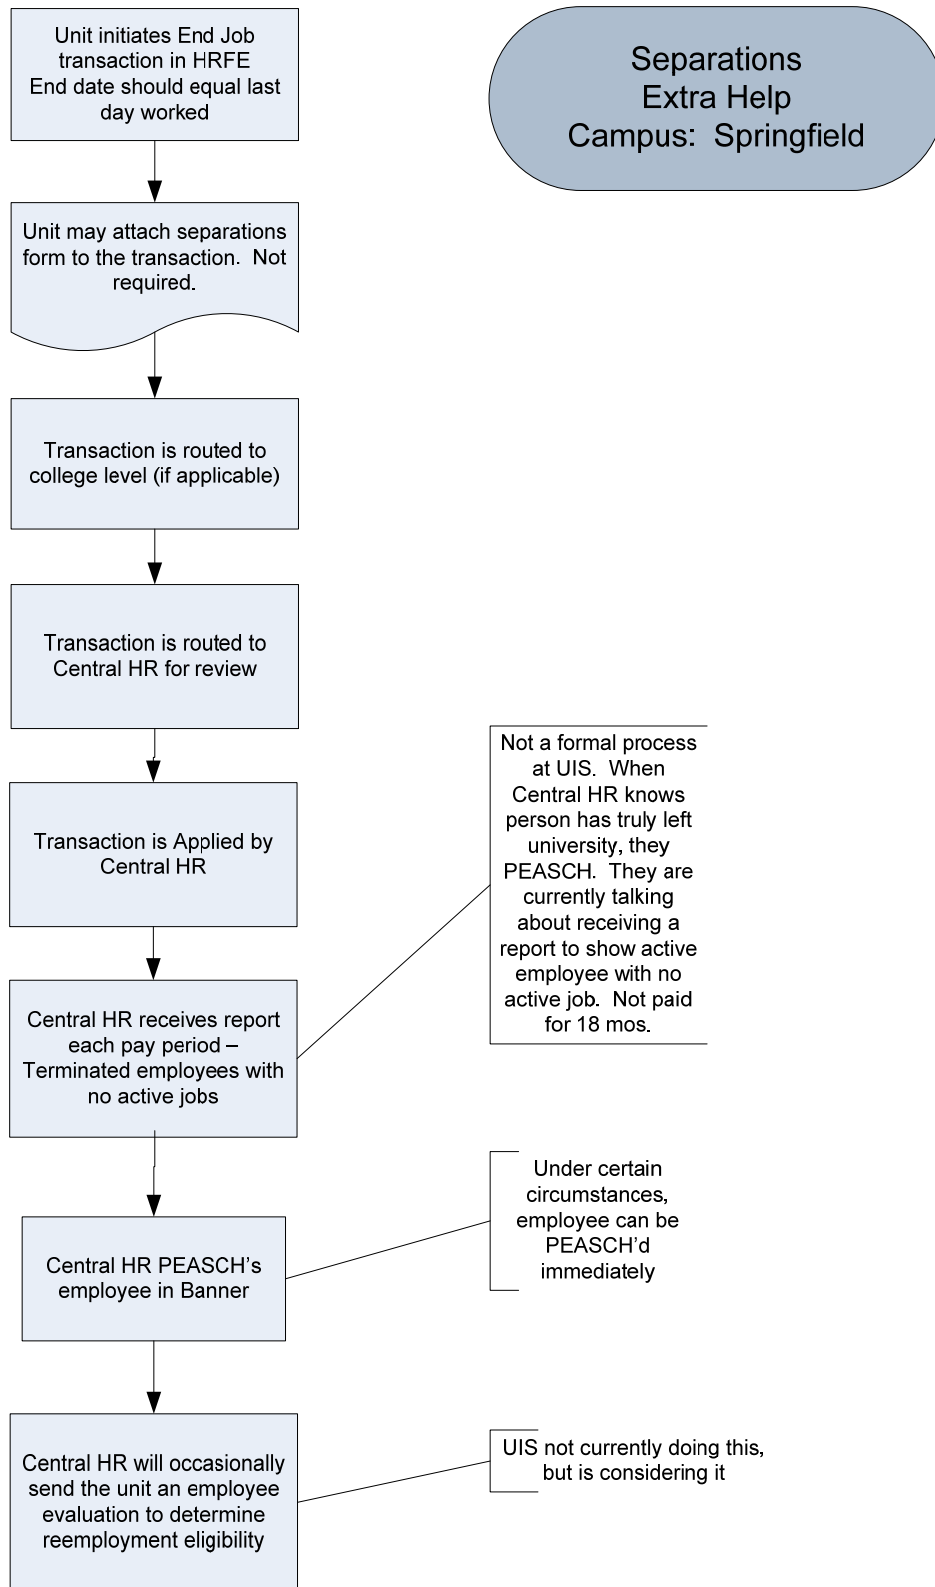 Unit initiates End Job
transaction in HRFE
End date should equal last
day worked
Separations
Extra Help
Campus: Springfield
Unit may attach separations
form to the transaction. Not
required.
Transaction is routed to
college level (if applicable)
Transaction is routed to
Central HR for review
Transaction is Applied by
Central HR
Not a formal process
at UIS. When
Central HR knows
person has truly left
university, they
PEASCH. They are
currently talking
about receiving a
report to show active
employee with no
active job. Not paid
for 18 mos.
Central HR receives report
each pay period –
Terminated employees with
no active jobs
Under certain
circumstances,
employee can be
PEASCH’d
immediately
Central HR PEASCH’s
employee in Banner
Central HR will occasionally
send the unit an employee
evaluation to determine
reemployment eligibility
UIS not currently doing this,
but is considering it